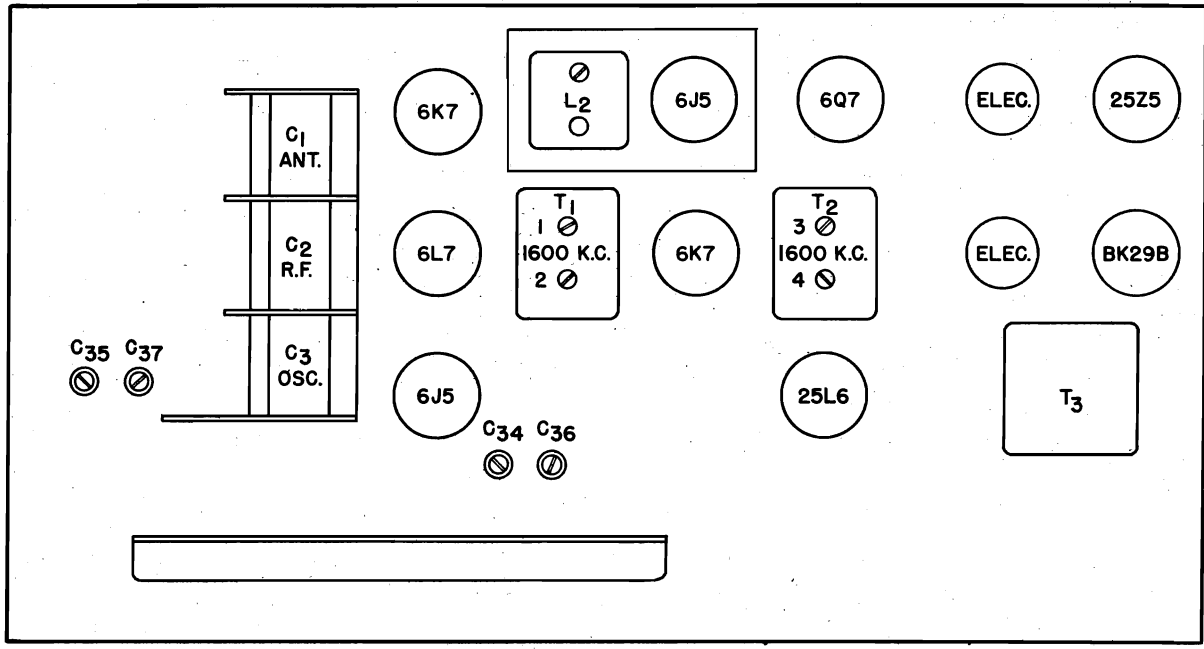 C1
ANT.
C2
R.F.
C3
OSC.
6K7
L2
6J5
6Q7
ELEC.
25Z5
6L7
T1
1
1600 K.C.
2
6K7
T2
3
1600 K.C.
4
ELEC.
BK29B
C35 C37
6J5
25L6
T3
C34 C36